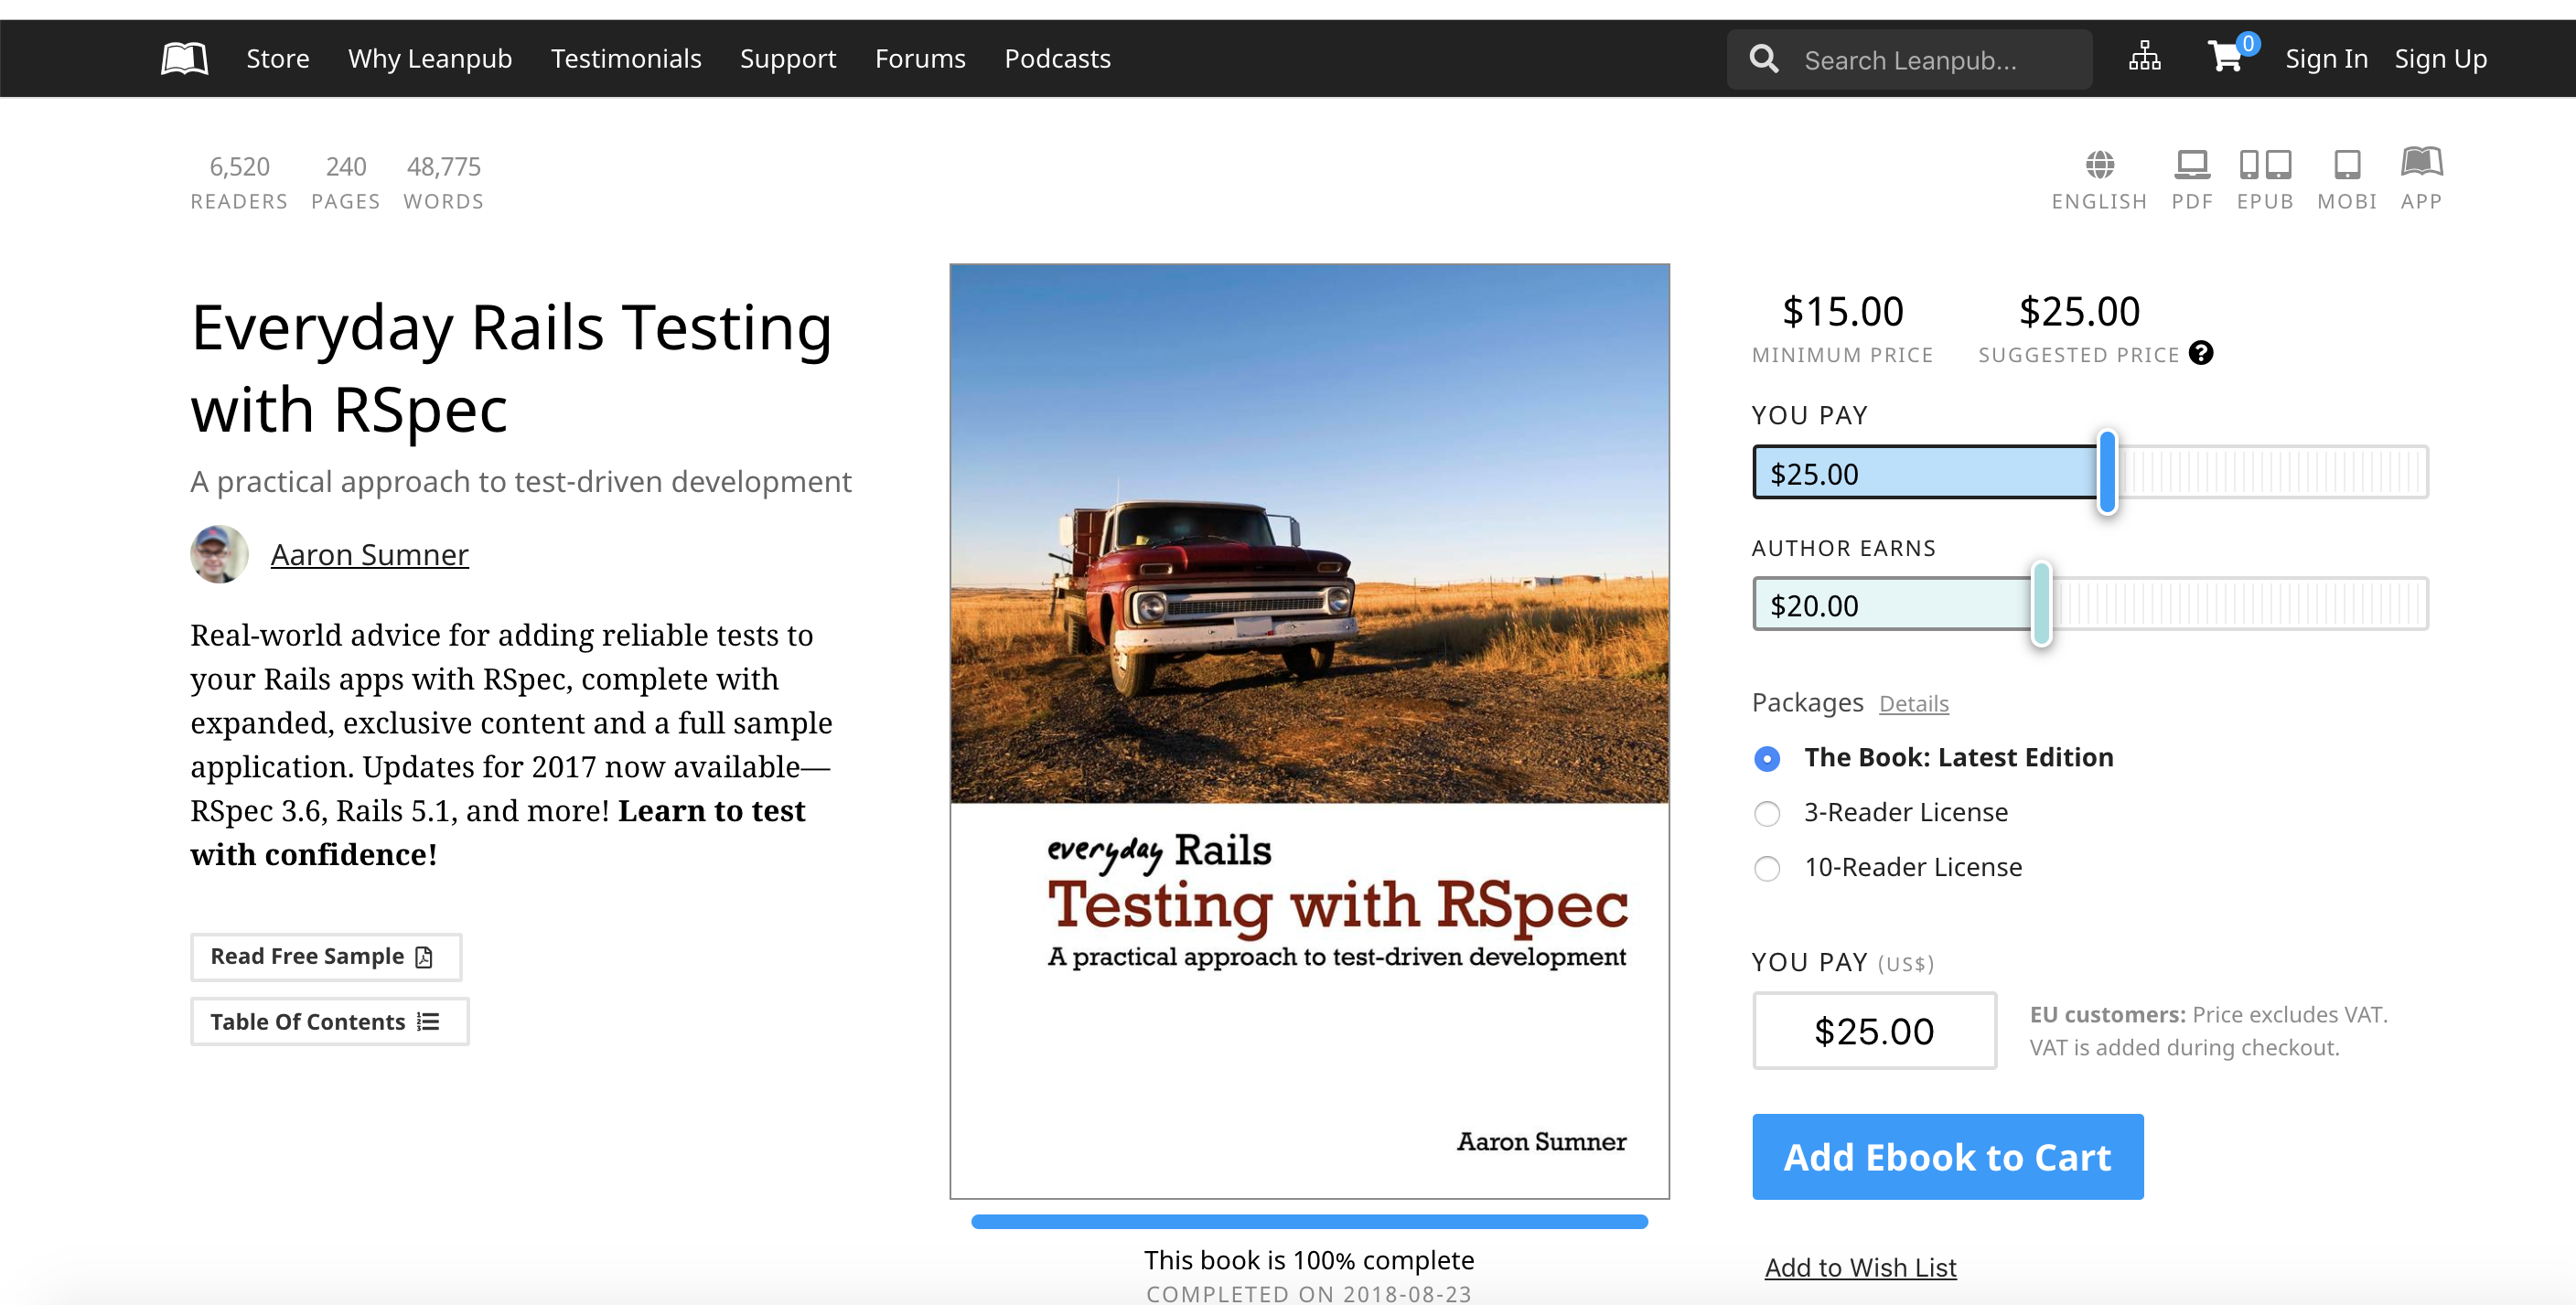 Store Why Leanpub Testimonials Support Forums Podcasts Search Leanpub... 0 Sign In Sign Up
6,520 240 48,775
READERS PAGES WORDS
ENGLISH PDF EPUB MOBI APP
Everyday Rails Testing
with RSpec
A practical approach to test-driven development
Aaron Sumner
Real-world advice for adding reliable tests to
your Rails apps with RSpec, complete with
expanded, exclusive content and a full sample
application. Updates for 2017 now available—
RSpec 3.6, Rails 5.1, and more! Learn to test
with confidence!
Read Free Sample
Table Of Contents
everyday Rails
Testing with RSpec
A practical approach to test-driven development
Aaron Sumner
This book is 100% complete
COMPLETED ON 2018-08-23
$15.00 $25.00
MINIMUM PRICE SUGGESTED PRICE ?
YOU PAY
$25.00
AUTHOR EARNS
$20.00
Packages Details
The Book: Latest Edition
3-Reader License
10-Reader License
YOU PAY (US$)
$25.00
EU customers: Price excludes VAT.
VAT is added during checkout.
Add Ebook to Cart
Add to Wish List